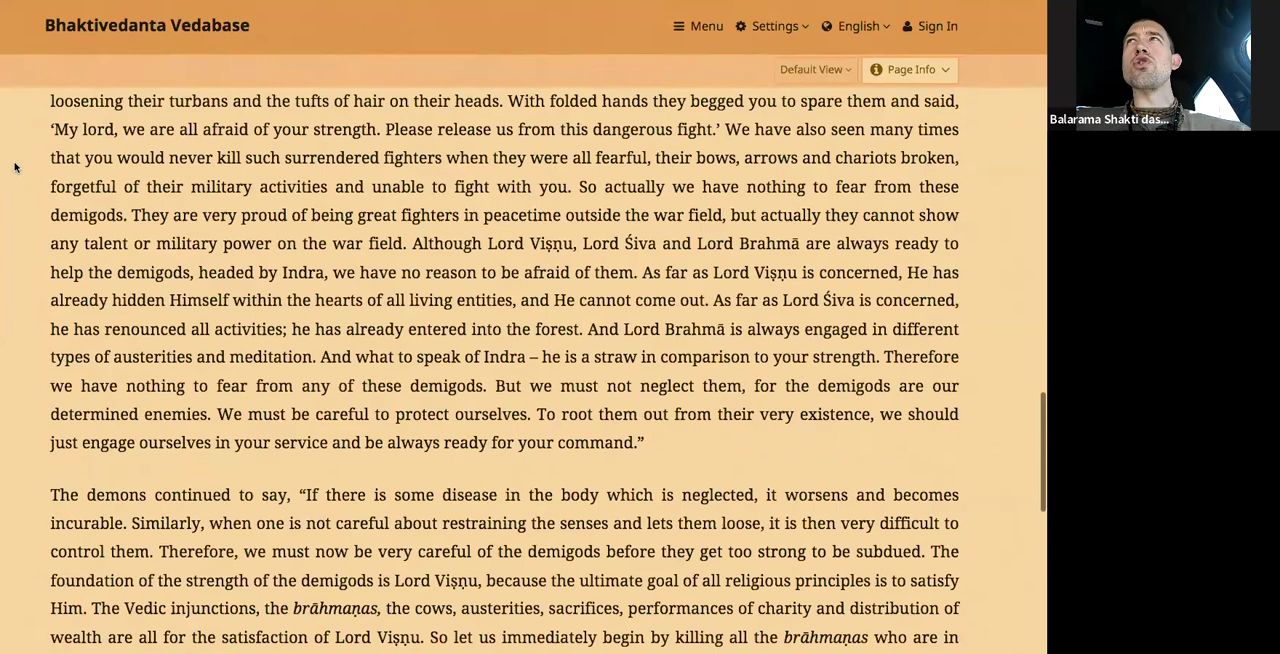 Bhaktivedanta Vedabase
Menu Settings English Sign In
Default View Page Info
loosening their turbans and the tufts of hair on their heads. With folded hands they begged you to spare them and said,
‘My lord, we are all afraid of your strength. Please release us from this dangerous fight.’ We have also seen many times
that you would never kill such surrendered fighters when they were all fearful, their bows, arrows and chariots broken,
forgetful of their military activities and unable to fight with you. So actually we have nothing to fear from these
demigods. They are very proud of being great fighters in peacetime outside the war field, but actually they cannot show
any talent or military power on the war field. Although Lord Viṣṇu, Lord Śiva and Lord Brahmā are always ready to
help the demigods, headed by Indra, we have no reason to be afraid of them. As far as Lord Viṣṇu is concerned, He has
already hidden Himself within the hearts of all living entities, and He cannot come out. As far as Lord Śiva is concerned,
he has renounced all activities; he has already entered into the forest. And Lord Brahmā is always engaged in different
types of austerities and meditation. And what to speak of Indra – he is a straw in comparison to your strength. Therefore
we have nothing to fear from any of these demigods. But we must not neglect them, for the demigods are our
determined enemies. We must be careful to protect ourselves. To root them out from their very existence, we should
just engage ourselves in your service and be always ready for your command.”
The demons continued to say, “If there is some disease in the body which is neglected, it worsens and becomes
incurable. Similarly, when one is not careful about restraining the senses and lets them loose, it is then very difficult to
control them. Therefore, we must now be very careful of the demigods before they get too strong to be subdued. The
foundation of the strength of the demigods is Lord Viṣṇu, because the ultimate goal of all religious principles is to satisfy
Him. The Vedic injunctions, the brāhmaṇas, the cows, austerities, sacrifices, performances of charity and distribution of
wealth are all for the satisfaction of Lord Viṣṇu. So let us immediately begin by killing all the brāhmaṇas who are in
Balarama Shakti das...